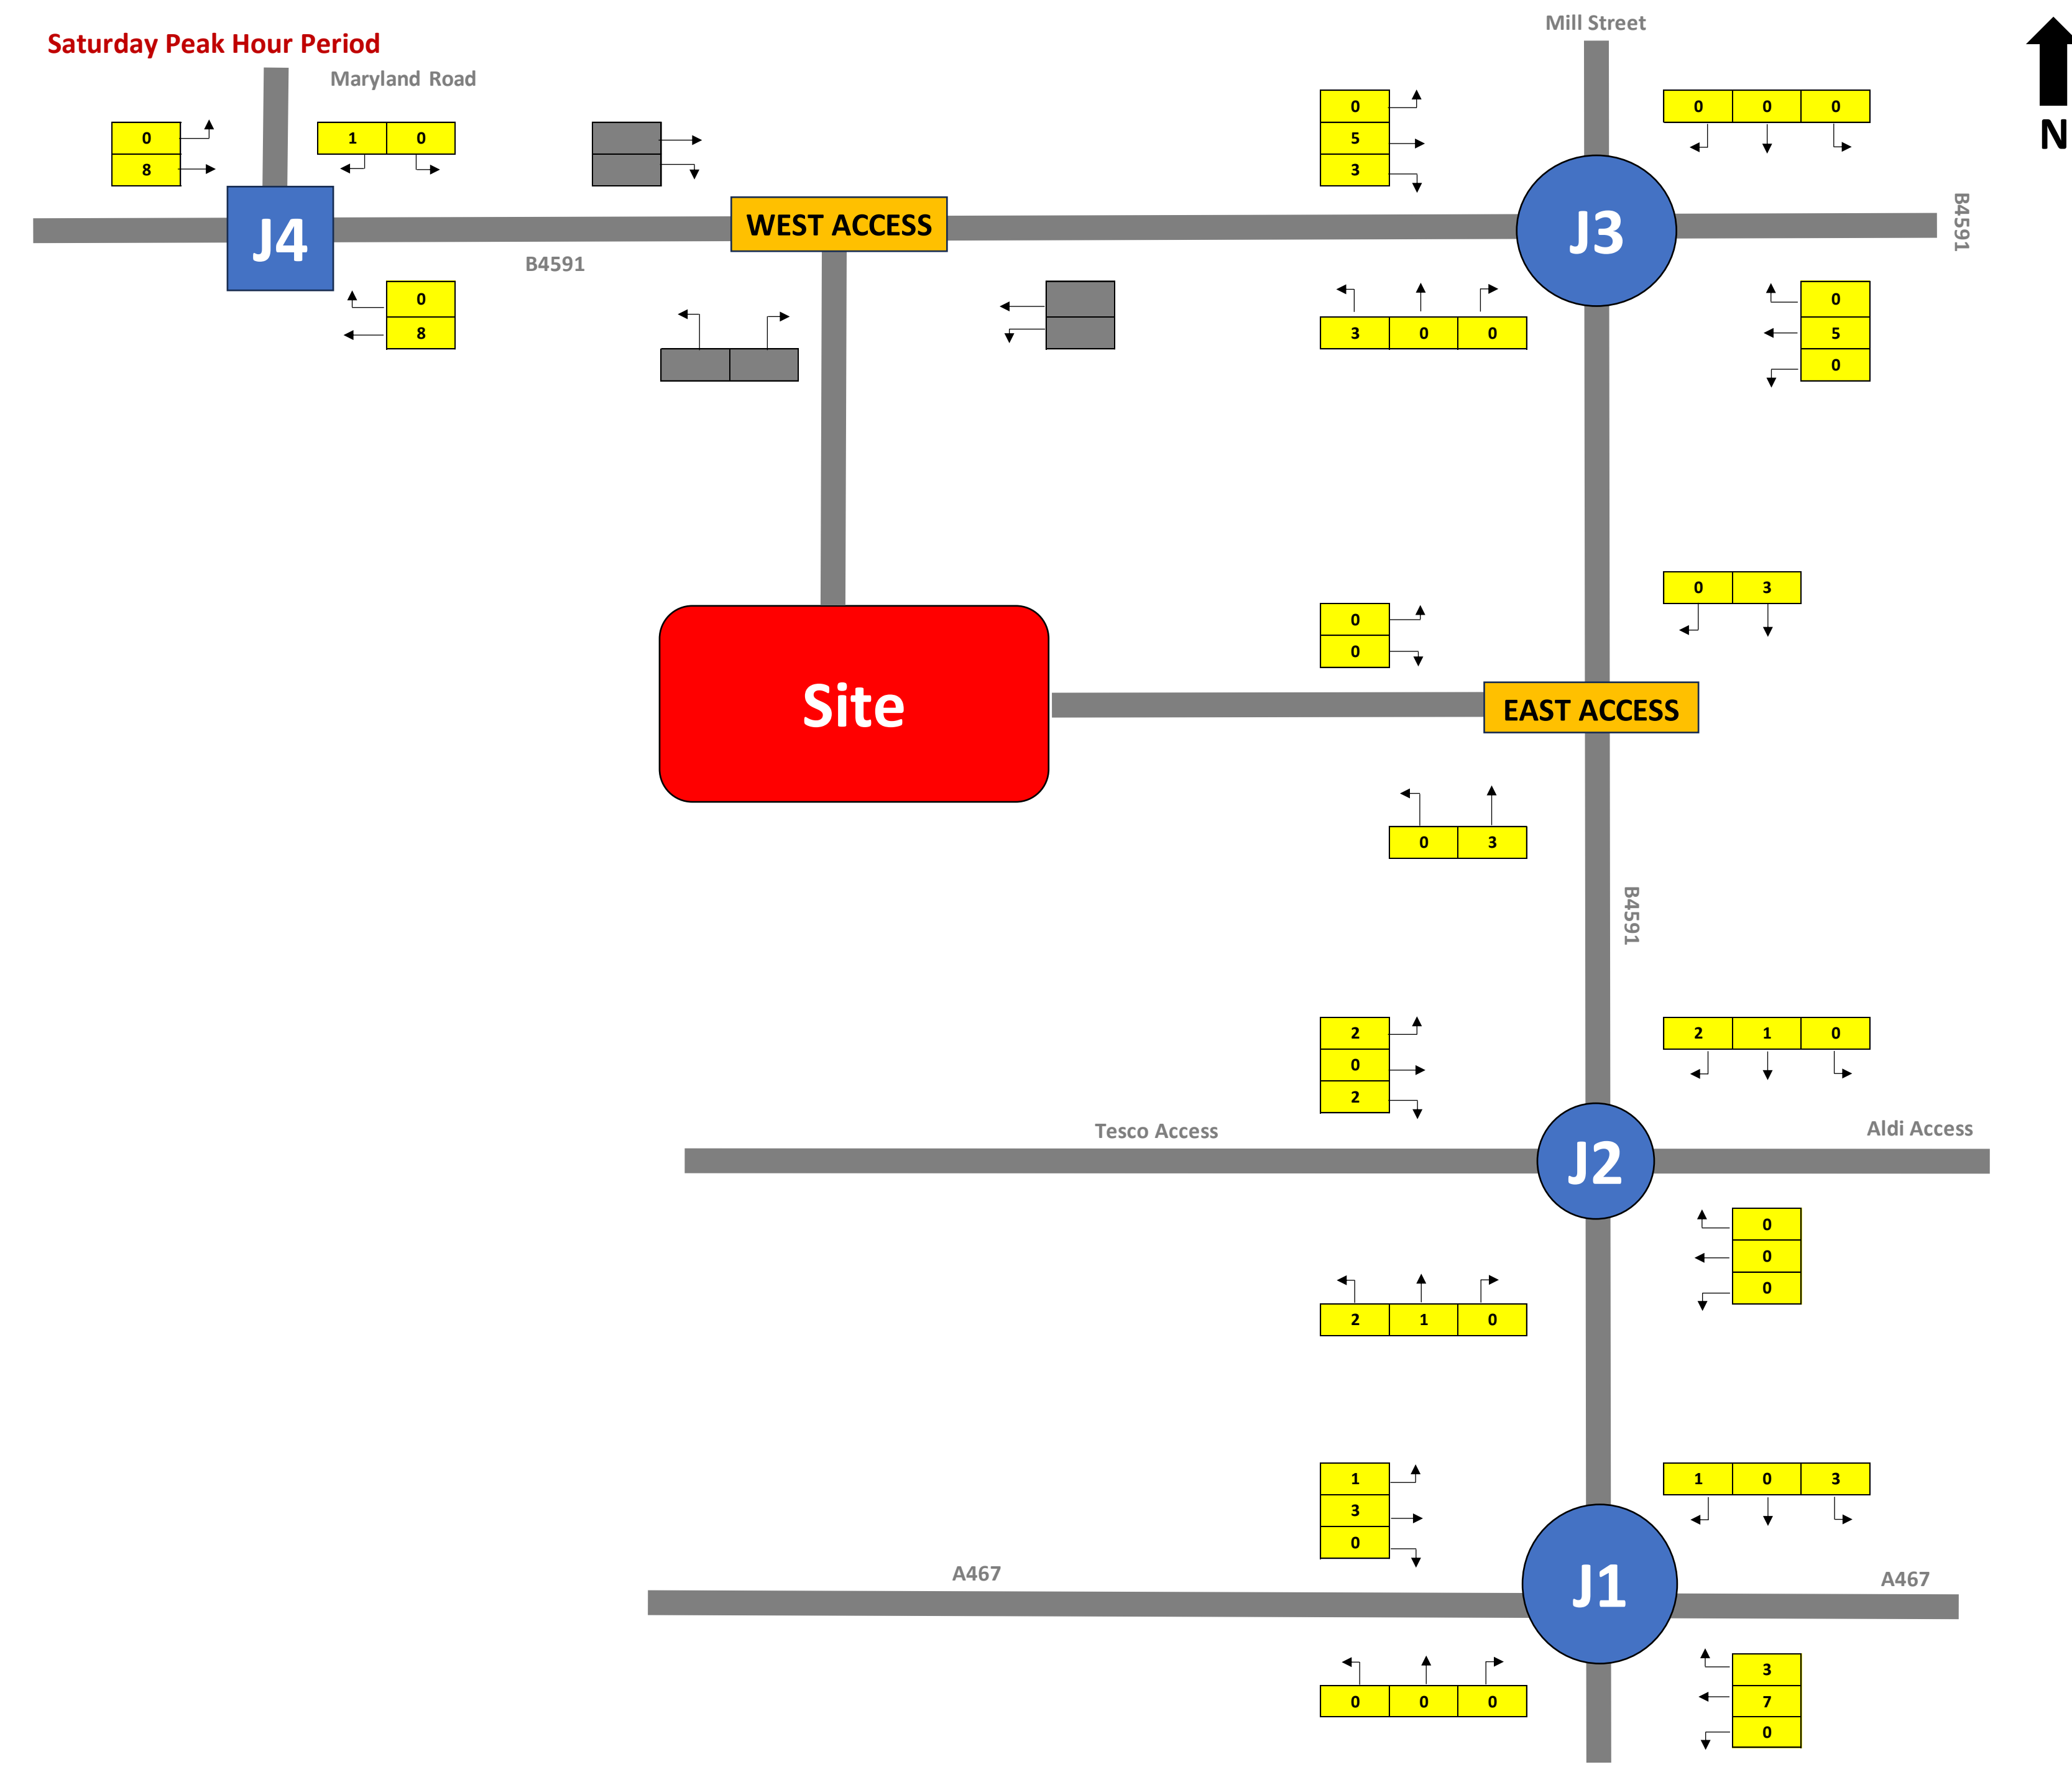 Mill Street
Saturday Peak Hour Period
Maryland Road
N
0
8
1 0
0
5
3
0 0 0
J4
WEST ACCESS
J3
B4591
B4591
0
8
3 0 0
0
5
0
0 3
0
0
Site
EAST ACCESS
0 3
B4591
2
0
2
2 1 0
Tesco Access
Aldi Access
J2
0
0
0
2 1 0
1
3
0
1 0 3
A467
A467
J1
0 0 0
3
7
0